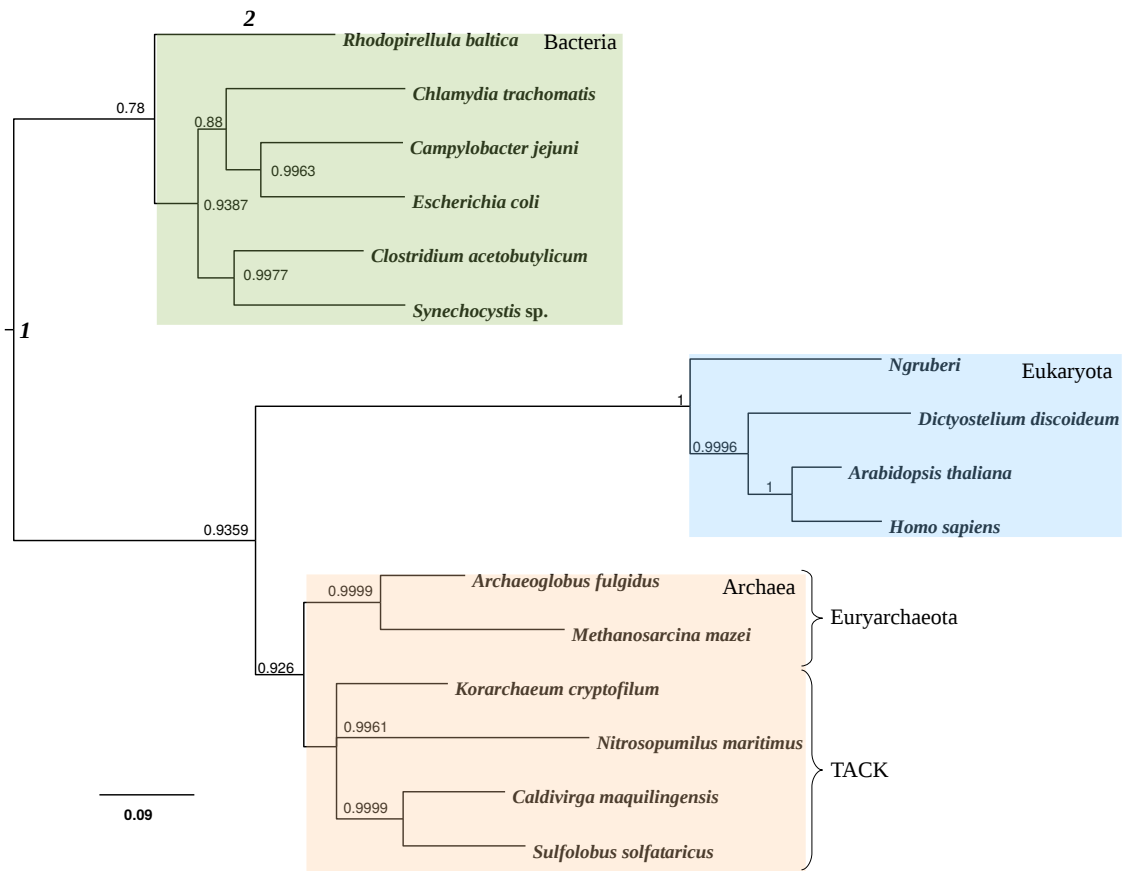 2
Rhodopirellula baltica
Bacteria
Chlamydia trachomatis
0.78
0.88
Campylobacter jejuni
0.9963
Escherichia coli
0.9387
Clostridium acetobutylicum
0.9977
Synechocystis sp.
1
Ngruberi
Eukaryota
1
Dictyostelium discoideum
0.9996
Arabidopsis thaliana
1
Homo sapiens
0.9359
Archaeoglobus fulgidus
Archaea
0.9999
Euryarchaeota
Methanosarcina mazei
0.926
Korarchaeum cryptofilum
0.9961
Nitrosopumilus maritimus
TACK
Caldivirga maquilingensis
0.9999
0.09
Sulfolobus solfataricus